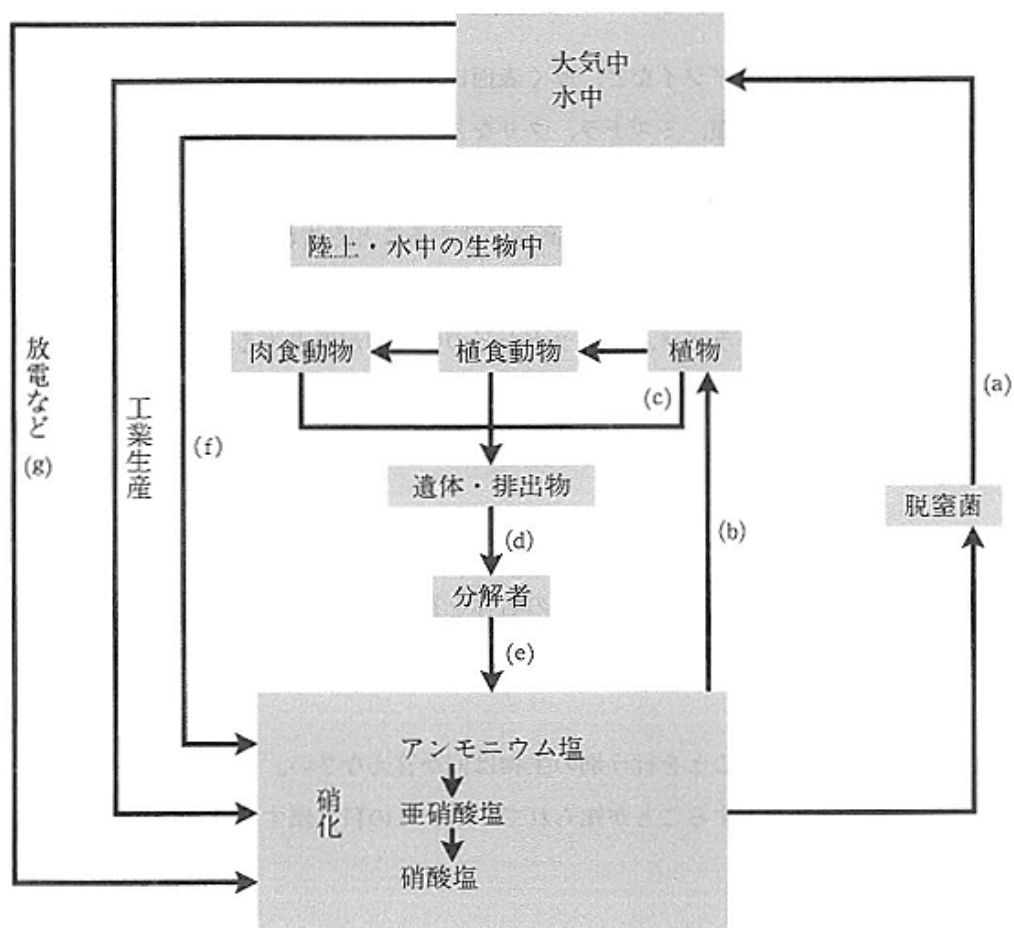 大気中
水中
陸上・水中の生物中
肉食動物
植食動物
植物
(c)
(a)
放電など
(g)
工業生産
(f)
遺体・排出物
脱窒菌
(b)
(d)
分解者
(e)
アンモニウム塩
硝化
亜硝酸塩
硝酸塩